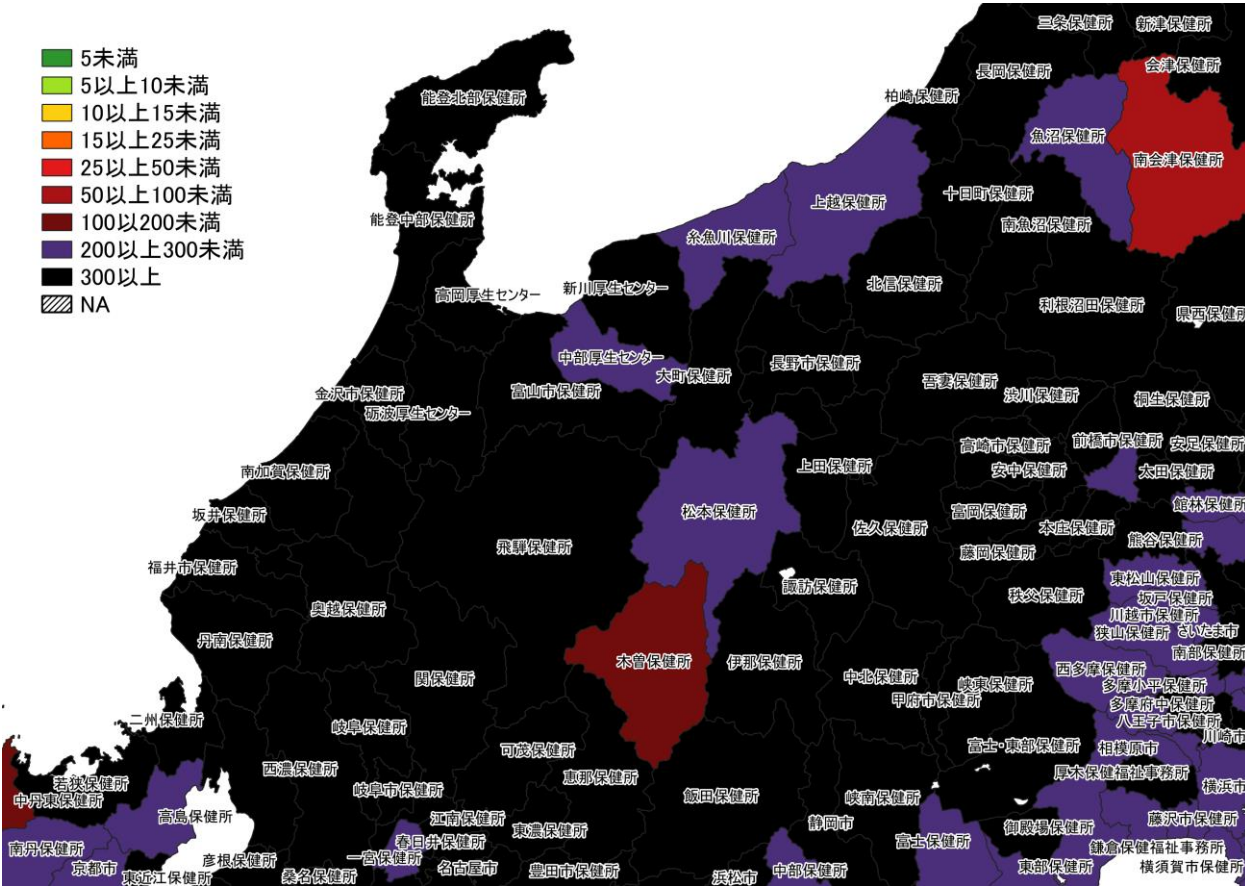 5未満
5以上10未満
10以上15未満
15以上25未満
25以上50未満
50以上100未満
100以200未満
200以上300未満
300以上
NA
三条保健所
新津保健所
長岡保健所
会津保健所
能登北部保健所
柏崎保健所
魚沼保健所
南会津保健所
能登中部保健所
上越保健所
十日町保健所
南魚沼保健所
糸魚川保健所
高岡厚生センター
新川厚生センター
北信保健所
利根沼田保健所
県西保健所
中部厚生センター
大町保健所
長野市保健所
金沢市保健所
富山市保健所
吾妻保健所
渋川保健所
桐生保健所
砺波厚生センター
高崎市保健所
前橋市保健所
安足保健所
南加賀保健所
上田保健所
安中保健所
太田保健所
坂井保健所
松本保健所
佐久保健所
富岡保健所
本庄保健所
館林保健所
飛騨保健所
藤岡保健所
熊谷保健所
福井市保健所
諏訪保健所
秩父保健所
東松山保健所
坂戸保健所
奥越保健所
川越市保健所
狭山保健所
さいたま市
丹南保健所
関保健所
木曽保健所
伊那保健所
中北保健所
甲府市保健所
峡東保健所
西多摩保健所
南部保健所
多摩小平保健所
多摩府中保健所
二州保健所
岐阜保健所
八王子市保健所
川崎市
可茂保健所
富士・東部保健所
相模原市
西濃保健所
恵那保健所
厚木保健福祉事務所
若狭保健所
中丹東保健所
岐阜市保健所
飯田保健所
峡南保健所
横浜市
高島保健所
江南保健所
東濃保健所
静岡市
御殿場保健所
藤沢市保健所
南丹保健所
春日井保健所
富士保健所
鎌倉保健福祉事務所
京都市
彦根保健所
一宮保健所
名古屋市
豊田市保健所
中部保健所
東部保健所
横須賀市保健所
東近江保健所
桑名保健所
浜松市